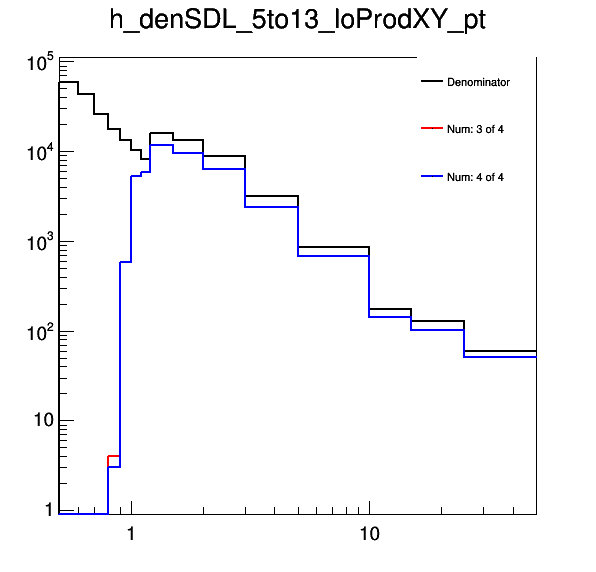 h_denSDL_5to13_loProdXY_pt
10^5
Denominator
Num: 3 of 4
10^4
Num: 4 of 4
10^3
10^2
10
1
1 10